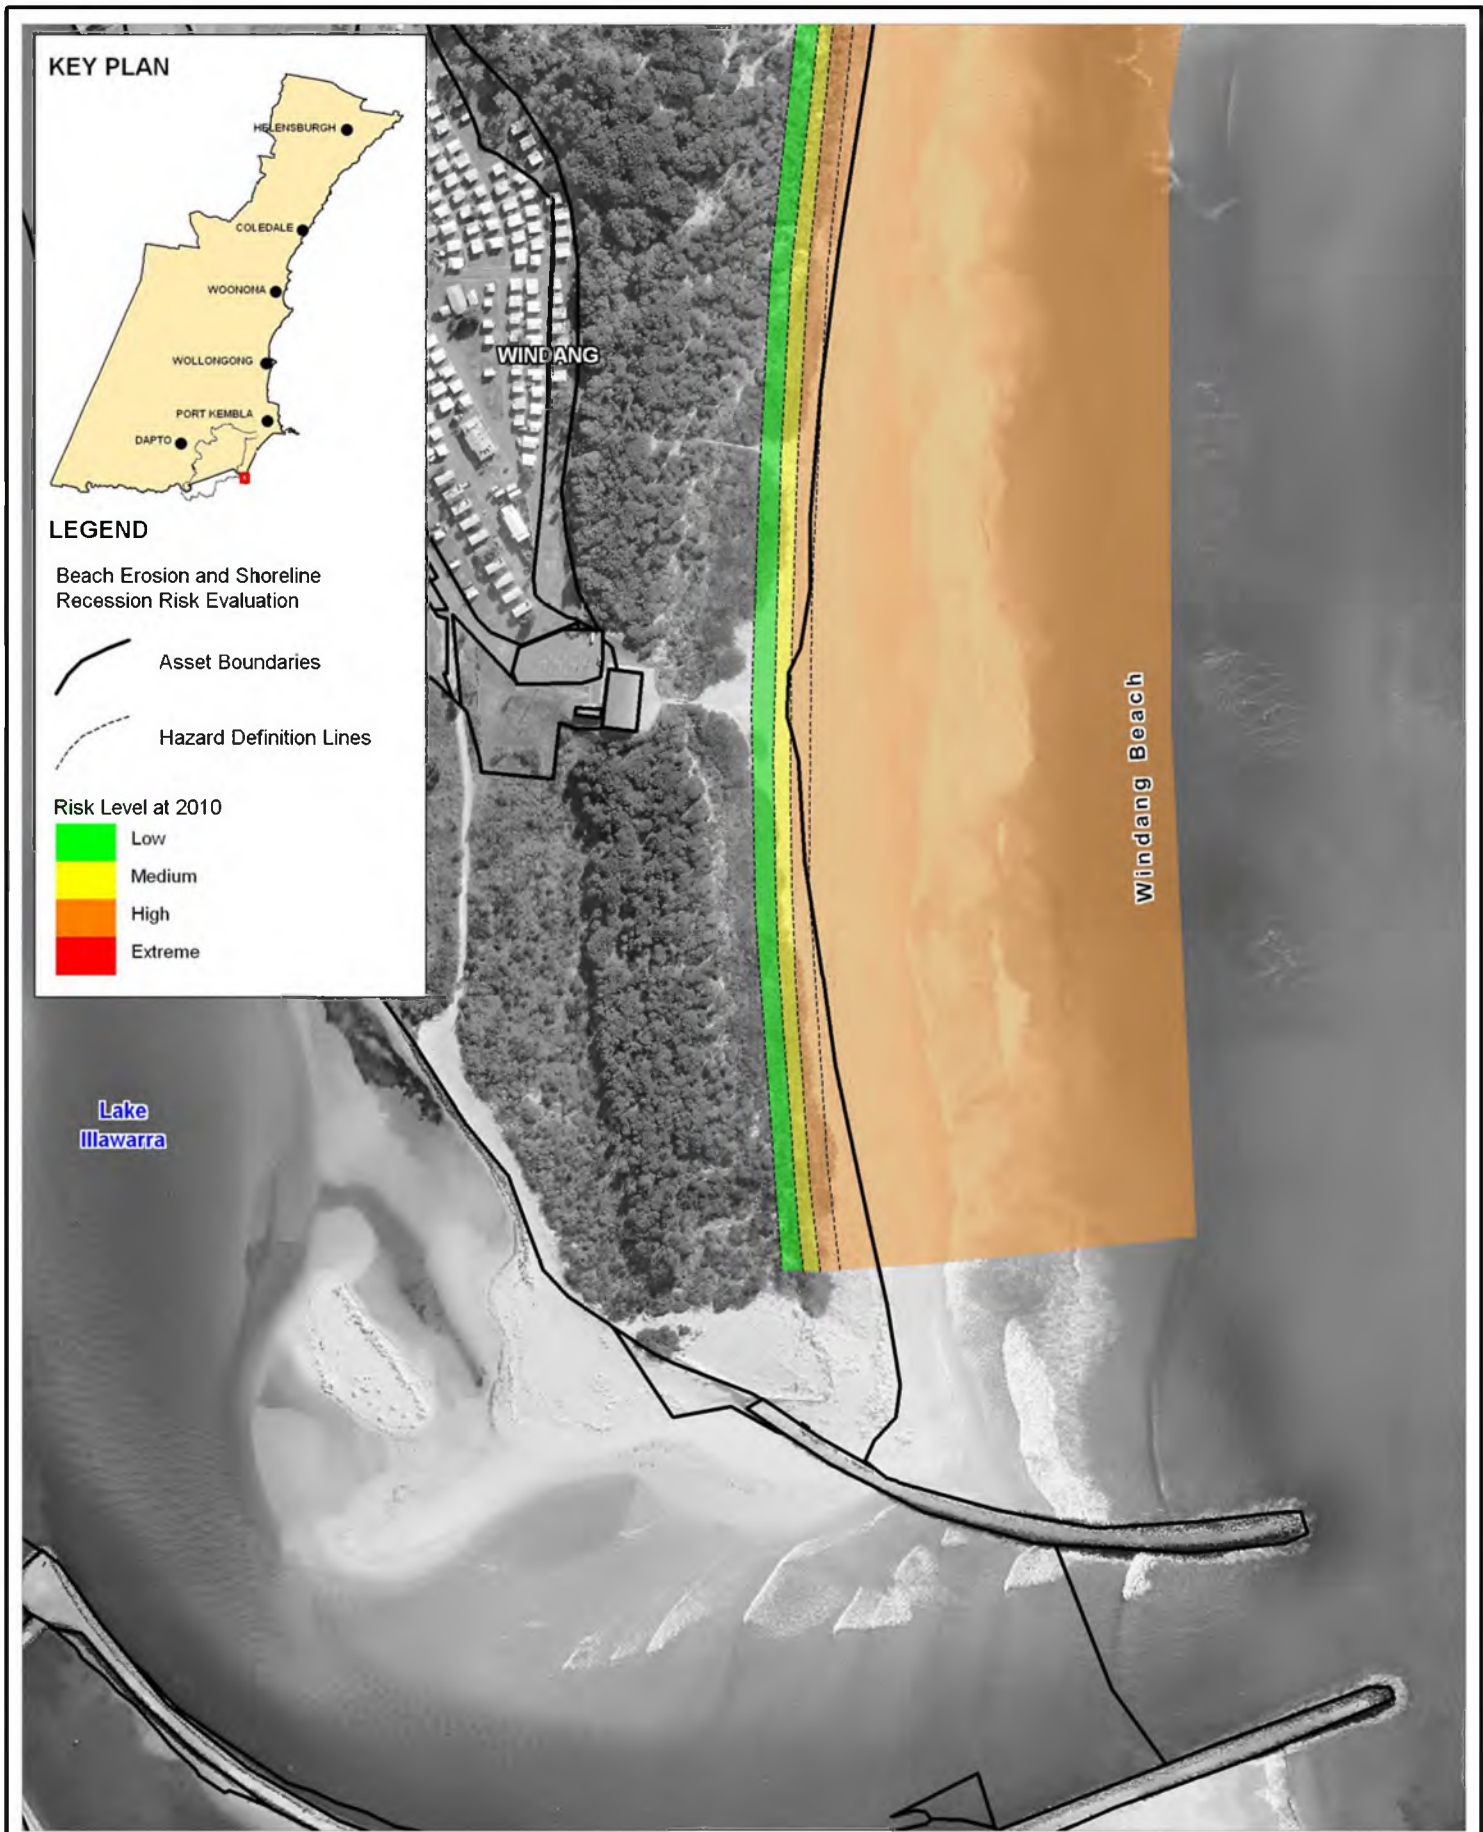 KEY PLAN
HELENSBURGH
COLEDALE
WOONONA
WOLLONGONG
PORT KEMBLA
DAPTO
LEGEND
Beach Erosion and Shoreline
Recession Risk Evaluation
Asset Boundaries
Hazard Definition Lines
Risk Level at 2010
Low
Medium
High
Extreme
WINDANG
Windang Beach
Lake
Illawarra